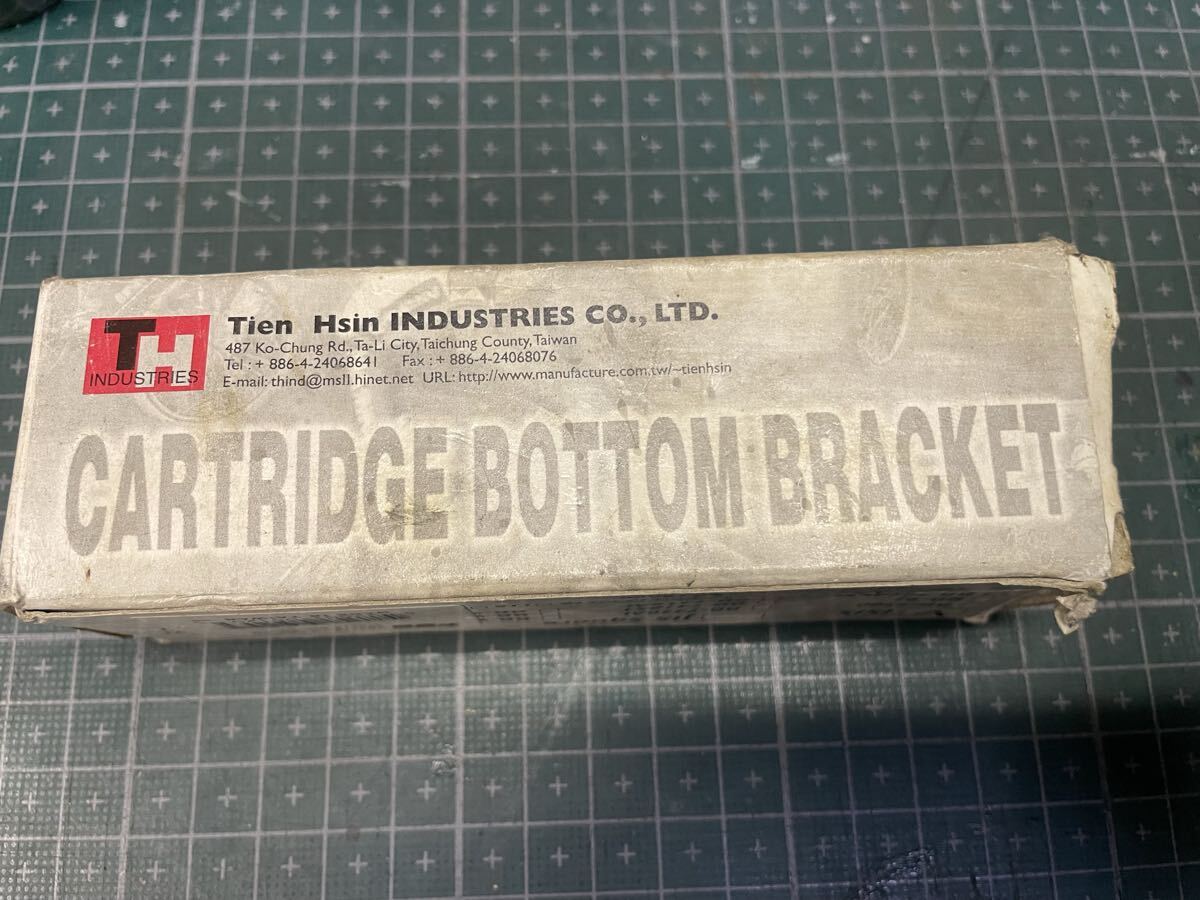 TH
INDUSTRIES
Tien Hsin INDUSTRIES CO., LTD.
487 Ko-Chung Rd., Ta-Li City, Taichung County, Taiwan
Tel : + 886-4-24068641 Fax : + 886-4-24068076
E-mail: thind@ms11.hinet.net URL: http://www.manufacture.com.tw/~tienhsin
CARTRIDGE BOTTOM BRACKET